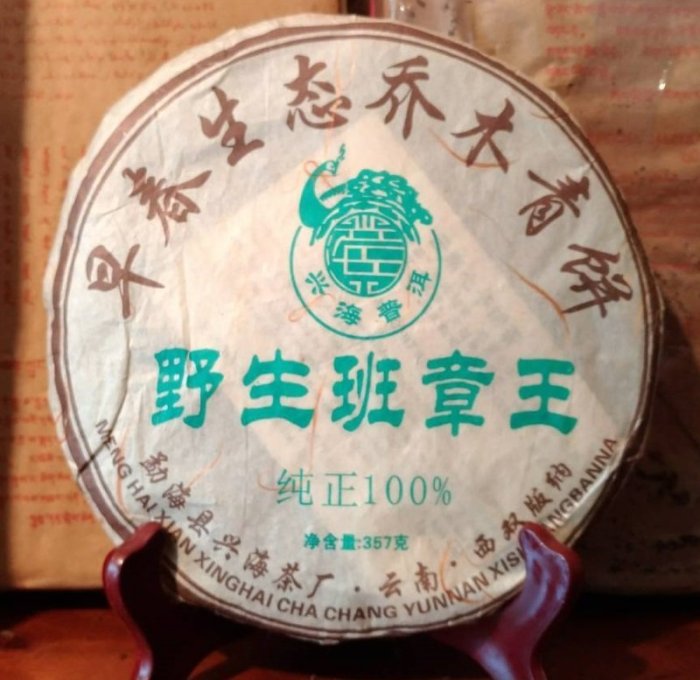 早春生态乔木青饼
兴海普洱
野生班章王
纯正100%
净含量:357克
勐海县兴海茶厂·云南·西双版纳
MENG HAI XIAN XINGHAI CHA CHANG YUNNAN XISH ANGBANNA